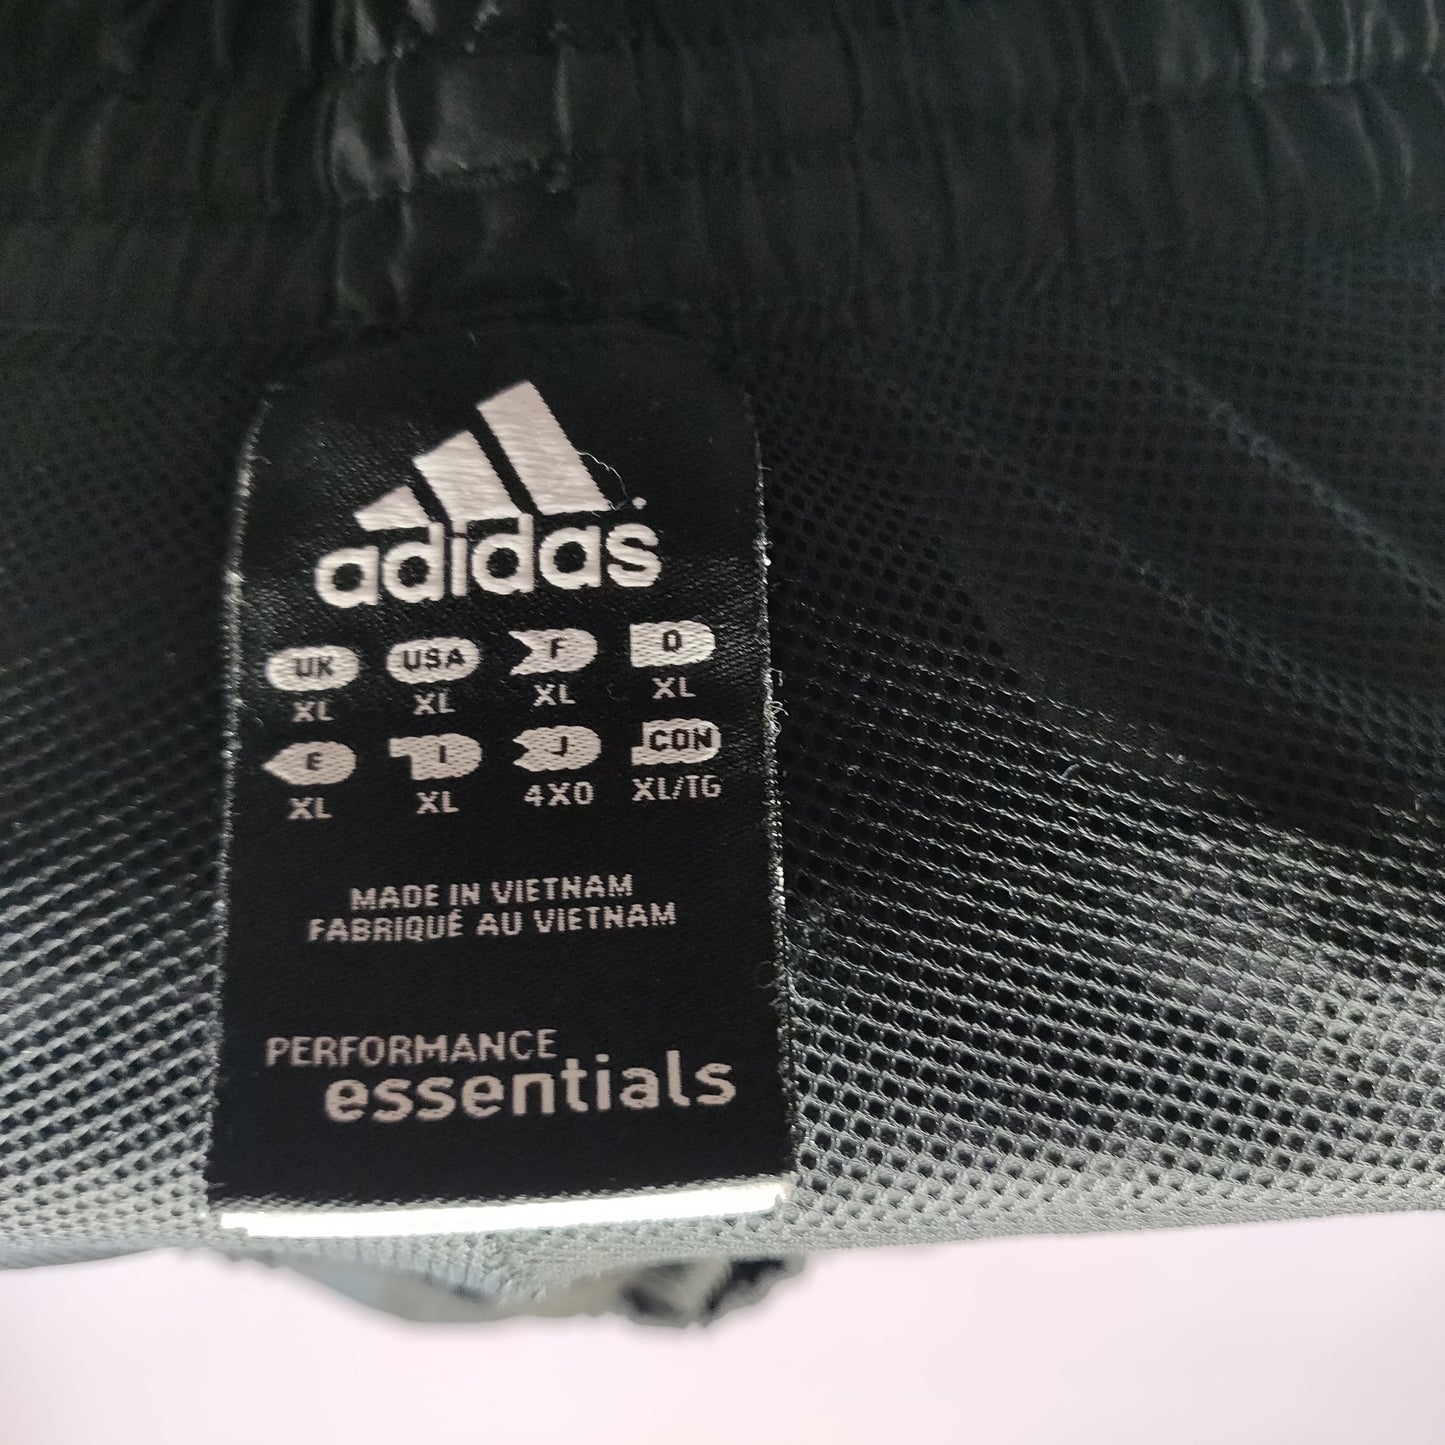 adidas
UK USA F D
XL XL XL XL
E I J CON
XL XL 4XO XL/TG
MADE IN VIETNAM
FABRIQUÉ AU VIETNAM
PERFORMANCE
essentials